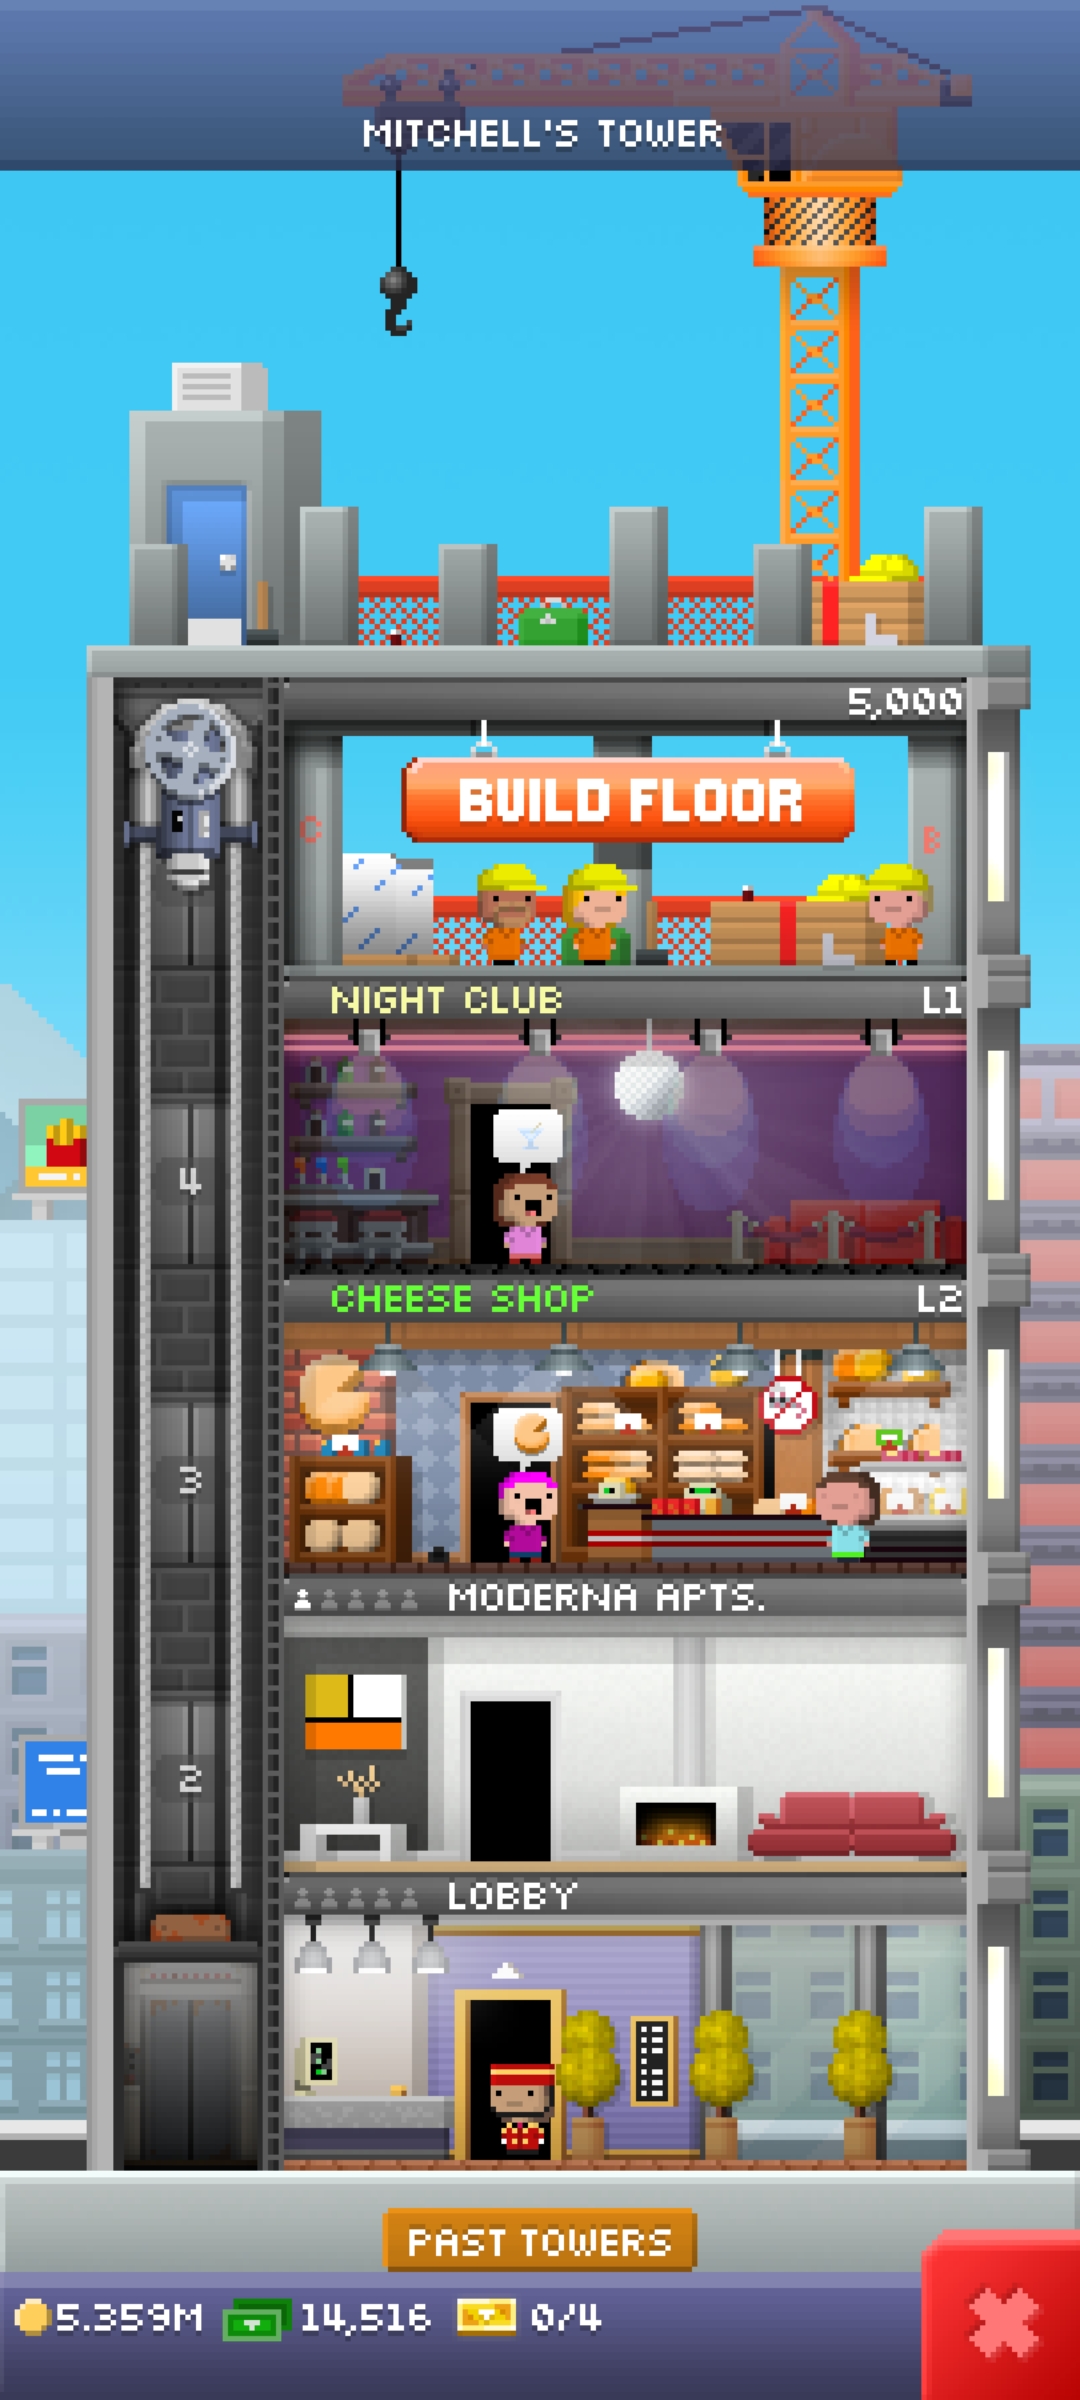 MITCHELL'S TOWER
5,000
BUILD FLOOR
C
B
NIGHT CLUB L1
4
CHEESE SHOP L2
3
MODERNA APTS.
2
LOBBY
PAST TOWERS
5.359M 14,516 0/4